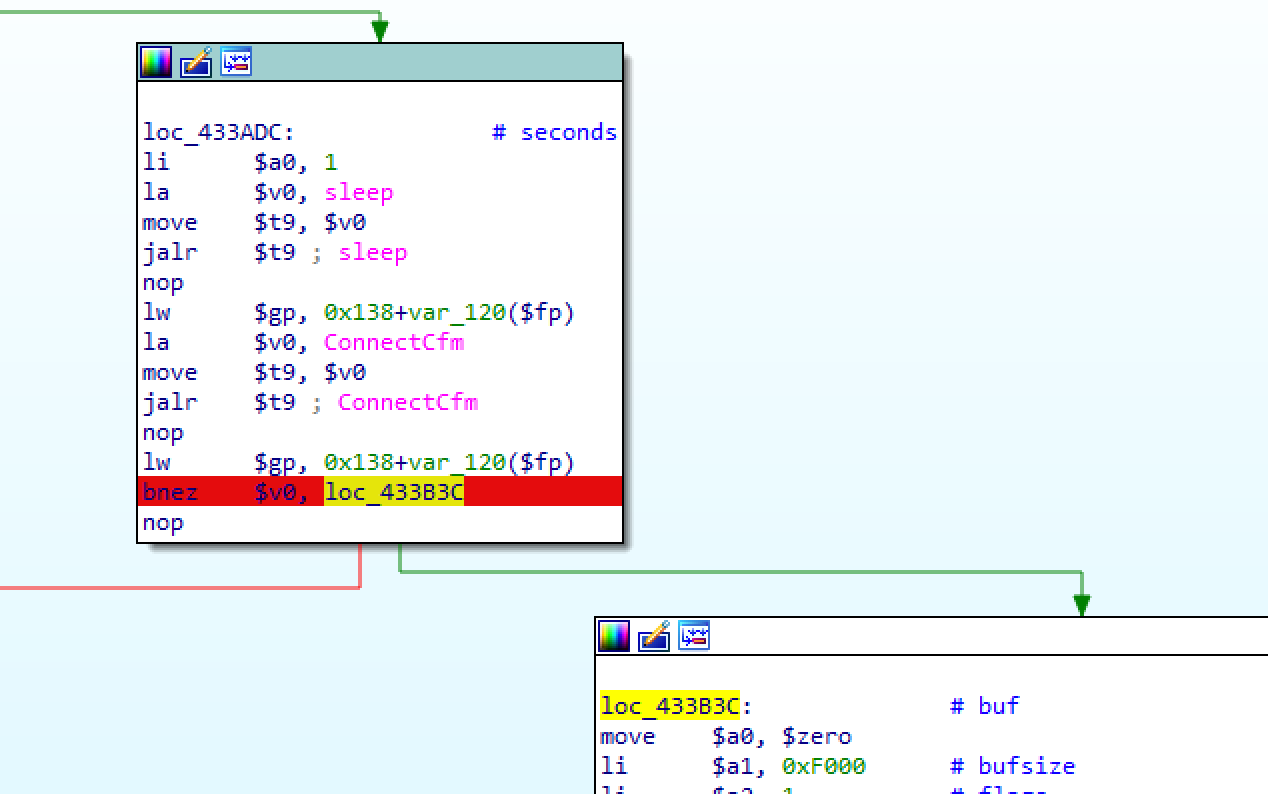 loc_433ADC: # seconds
li $a0, 1
la $v0, sleep
move $t9, $v0
jalr $t9 ; sleep
nop
lw $gp, 0x138+var_120($fp)
la $v0, ConnectCfm
move $t9, $v0
jalr $t9 ; ConnectCfm
nop
lw $gp, 0x138+var_120($fp)
bnez $v0, loc_433B3C
nop
loc_433B3C: # buf
move $a0, $zero
li $a1, 0xF000 # bufsize